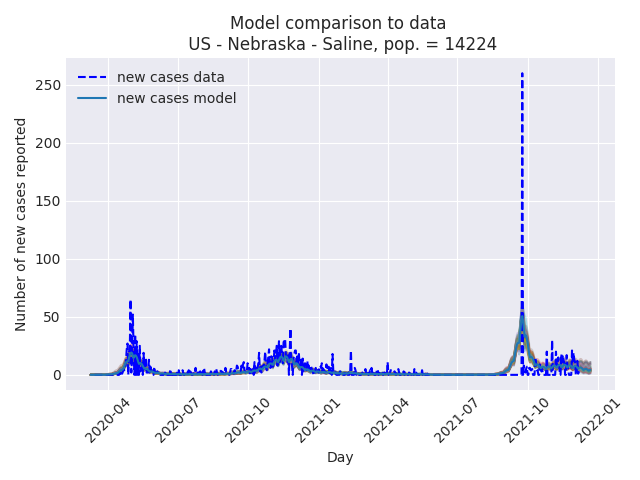 Model comparison to data
US - Nebraska - Saline, pop. = 14224
new cases data
new cases model
Number of new cases reported
250
200
150
100
50
0
2020-04
2020-07
2020-10
2021-01
2021-04
2021-07
2021-10
2022-01
Day